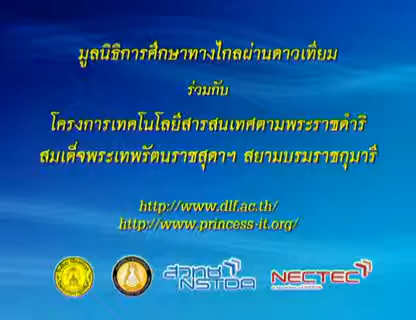 มูลนิธิการศึกษาทางไกลผ่านดาวเทียม
ร่วมกับ
โครงการเทคโนโลยีสารสนเทศตามพระราชดำริ
สมเด็จพระเทพรัตนราชสุดาฯ สยามบรมราชกุมารี
http://www.dlf.ac.th/
http://www.princess-it.org/
สวทช
NSTDA
NECTEC